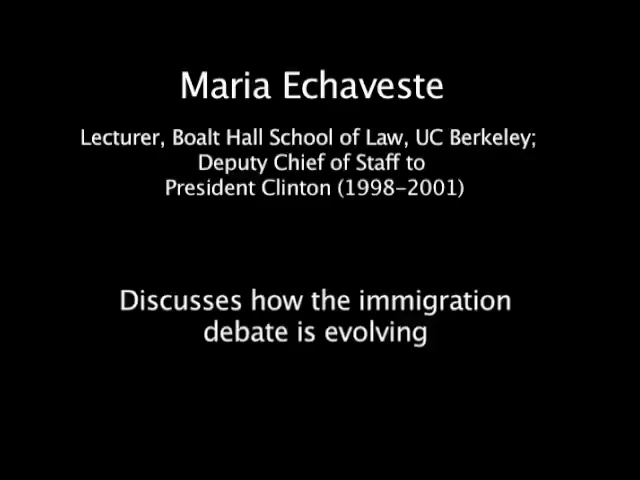 Maria Echaveste
Lecturer, Boalt Hall School of Law, UC Berkeley;
Deputy Chief of Staff to
President Clinton (1998-2001)
Discusses how the immigration
debate is evolving